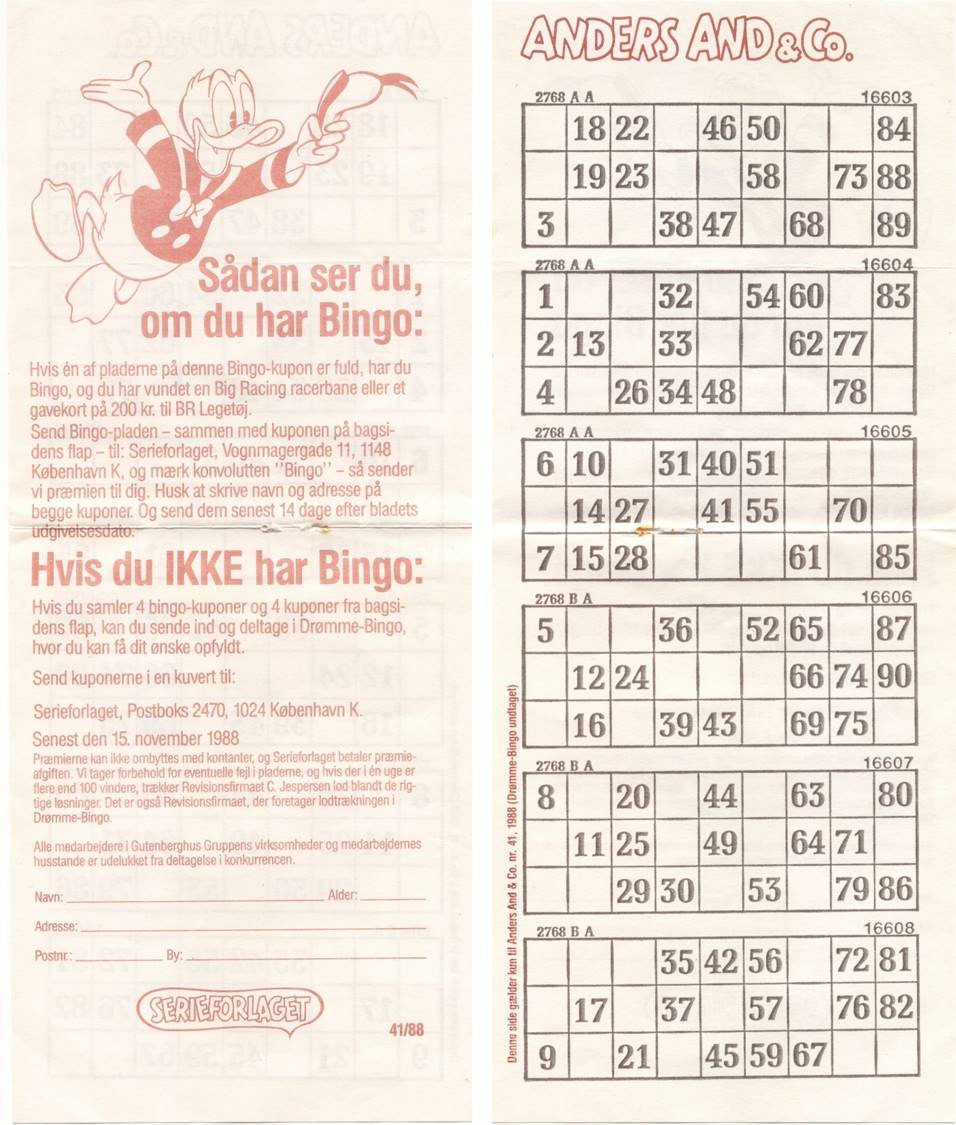 Sådan ser du,
om du har Bingo:
Hvis én af pladerne på denne Bingo-kupon er fuld, har du
Bingo, og du har vundet en Big Racing racerbane eller et
gavekort på 200 kr. til BR Legetøj.
Send Bingo-pladen – sammen med kuponen på bagsi-
dens flap – til: Serieforlaget, Vognmagergade 11, 1148
København K, og mærk konvolutten "Bingo" – så sender
vi præmien til dig. Husk at skrive navn og adresse på
begge kuponer. Og send dem senest 14 dage efter bladets
udgivelsesdato.
Hvis du IKKE har Bingo:
Hvis du samler 4 bingo-kuponer og 4 kuponer fra bagsi-
dens flap, kan du sende ind og deltage i Drømme-Bingo,
hvor du kan få dit ønske opfyldt.
Send kuponerne i en kuvert til:
Serieforlaget, Postboks 2470, 1024 København K.
Senest den 15. november 1988
Præmierne kan ikke ombyttes med kontanter, og Serieforlaget betaler præmie-
afgiften. Vi tager forbehold for eventuelle fejl i pladerne, og hvis der i én uge er
flere end 100 vindere, trækker Revisionsfirmaet C. Jespersen lod blandt de rig-
tige løsninger. Det er også Revisionsfirmaet, der foretager lodtrækningen i
Drømme-Bingo.
Alle medarbejdere i Gutenberghus Gruppens virksomheder og medarbejdernes
husstande er udelukket fra deltagelse i konkurrencen.
Navn: Alder:
Adresse:
Postnr.: By:
SERIEFORLAGET
41/88
ANDERS AND & Co.
2768 A A 16603
18 22 46 50 84
19 23 58 73 88
3 38 47 68 89
2768 A A 16604
1 32 54 60 83
2 13 33 62 77
4 26 34 48 78
2768 A A 16605
6 10 31 40 51
14 27 41 55 70
7 15 28 61 85
2768 B A 16606
5 36 52 65 87
12 24 66 74 90
16 39 43 69 75
2768 B A 16607
8 20 44 63 80
11 25 49 64 71
29 30 53 79 86
2768 B A 16608
35 42 56 72 81
17 37 57 76 82
9 21 45 59 67
Denne side gælder kun til Anders And & Co. nr. 41, 1988 (Drømme-Bingo undtaget)